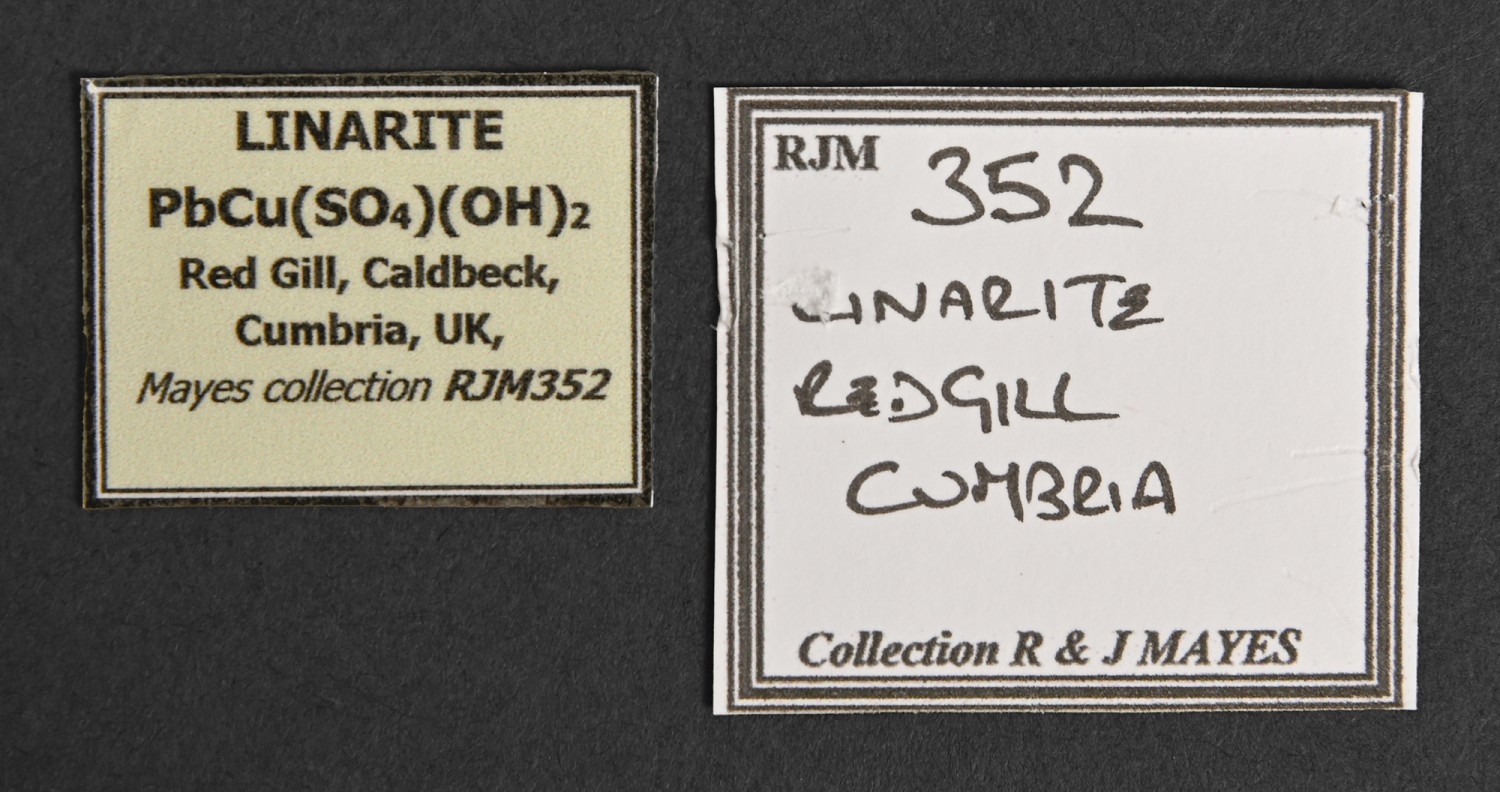 LINARITE
PbCu(SO₄)(OH)₂
Red Gill, Caldbeck,
Cumbria, UK,
Mayes collection RJM352
RJM 352
LINARITE
REDGILL
CUMBRIA
Collection R & J MAYES